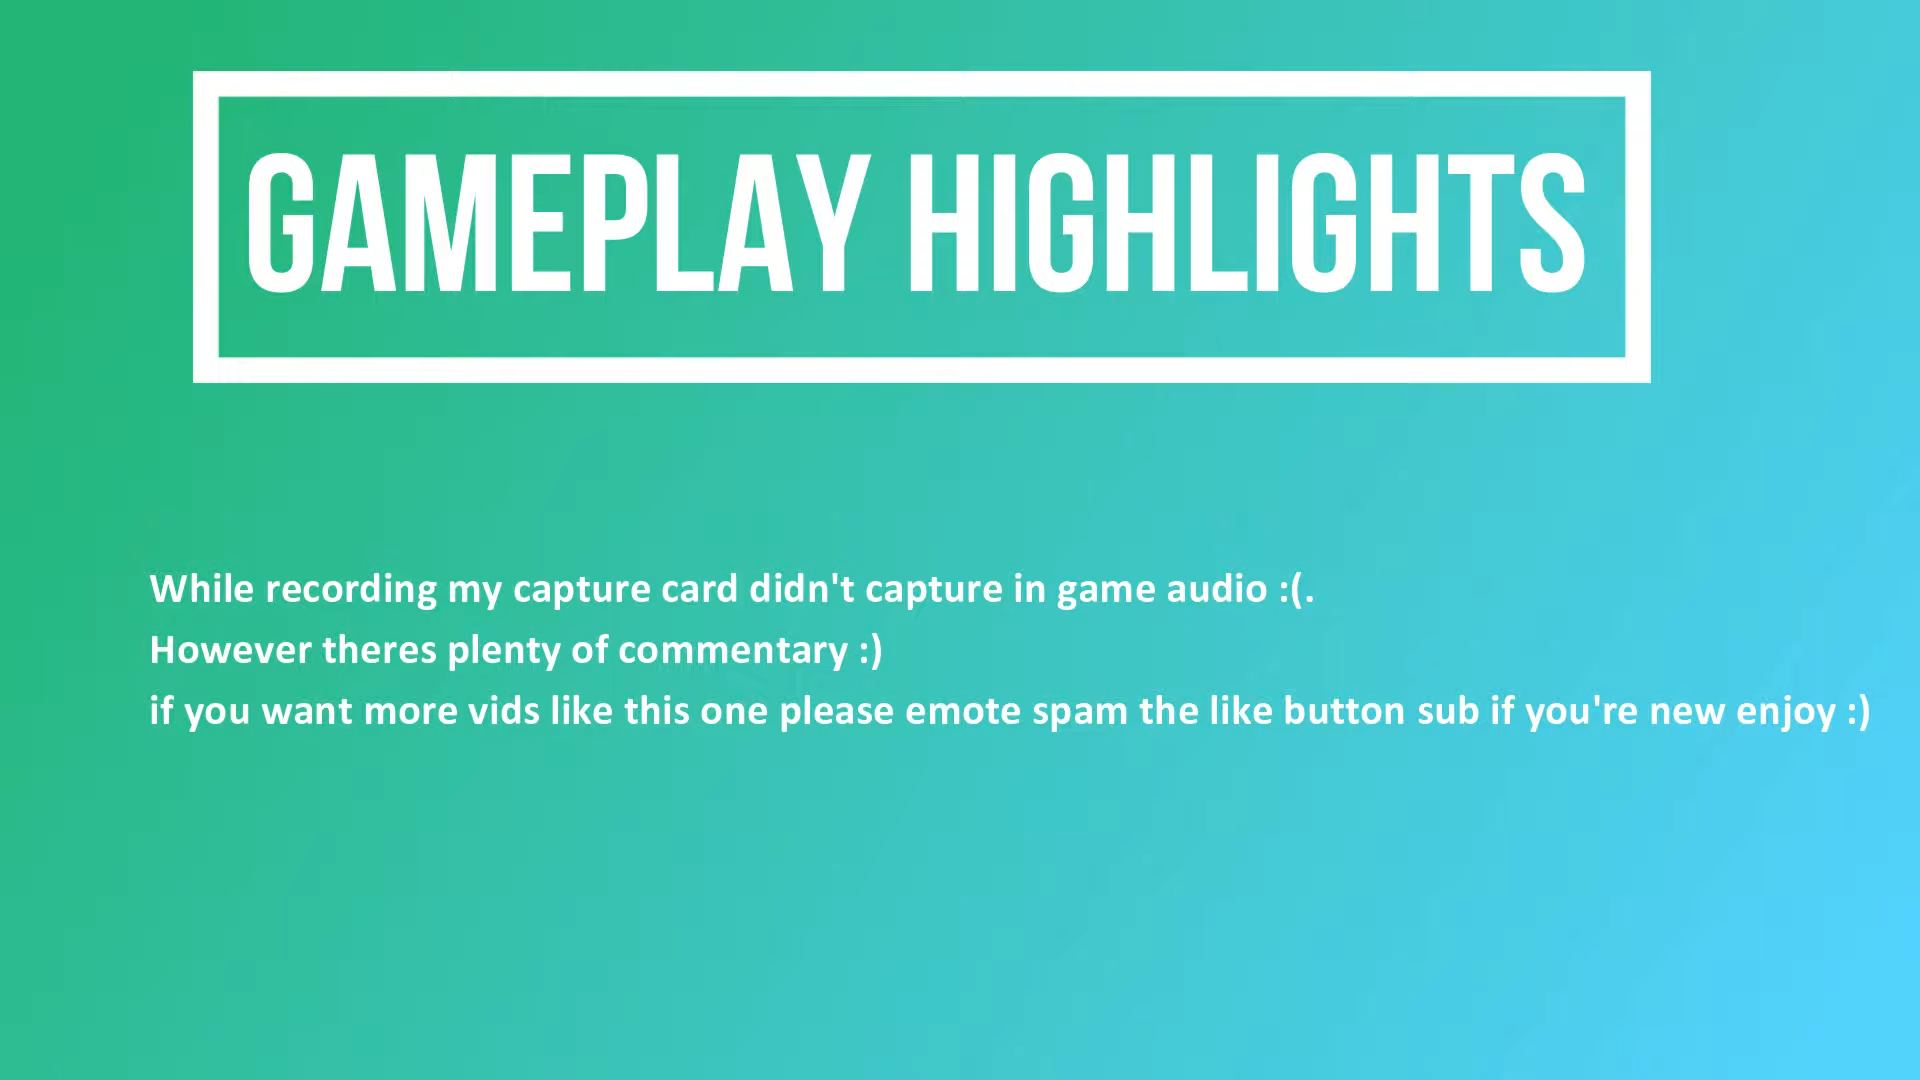 GAMEPLAY HIGHLIGHTS
While recording my capture card didn't capture in game audio :(.
However theres plenty of commentary :)
if you want more vids like this one please emote spam the like button sub if you're new enjoy :)